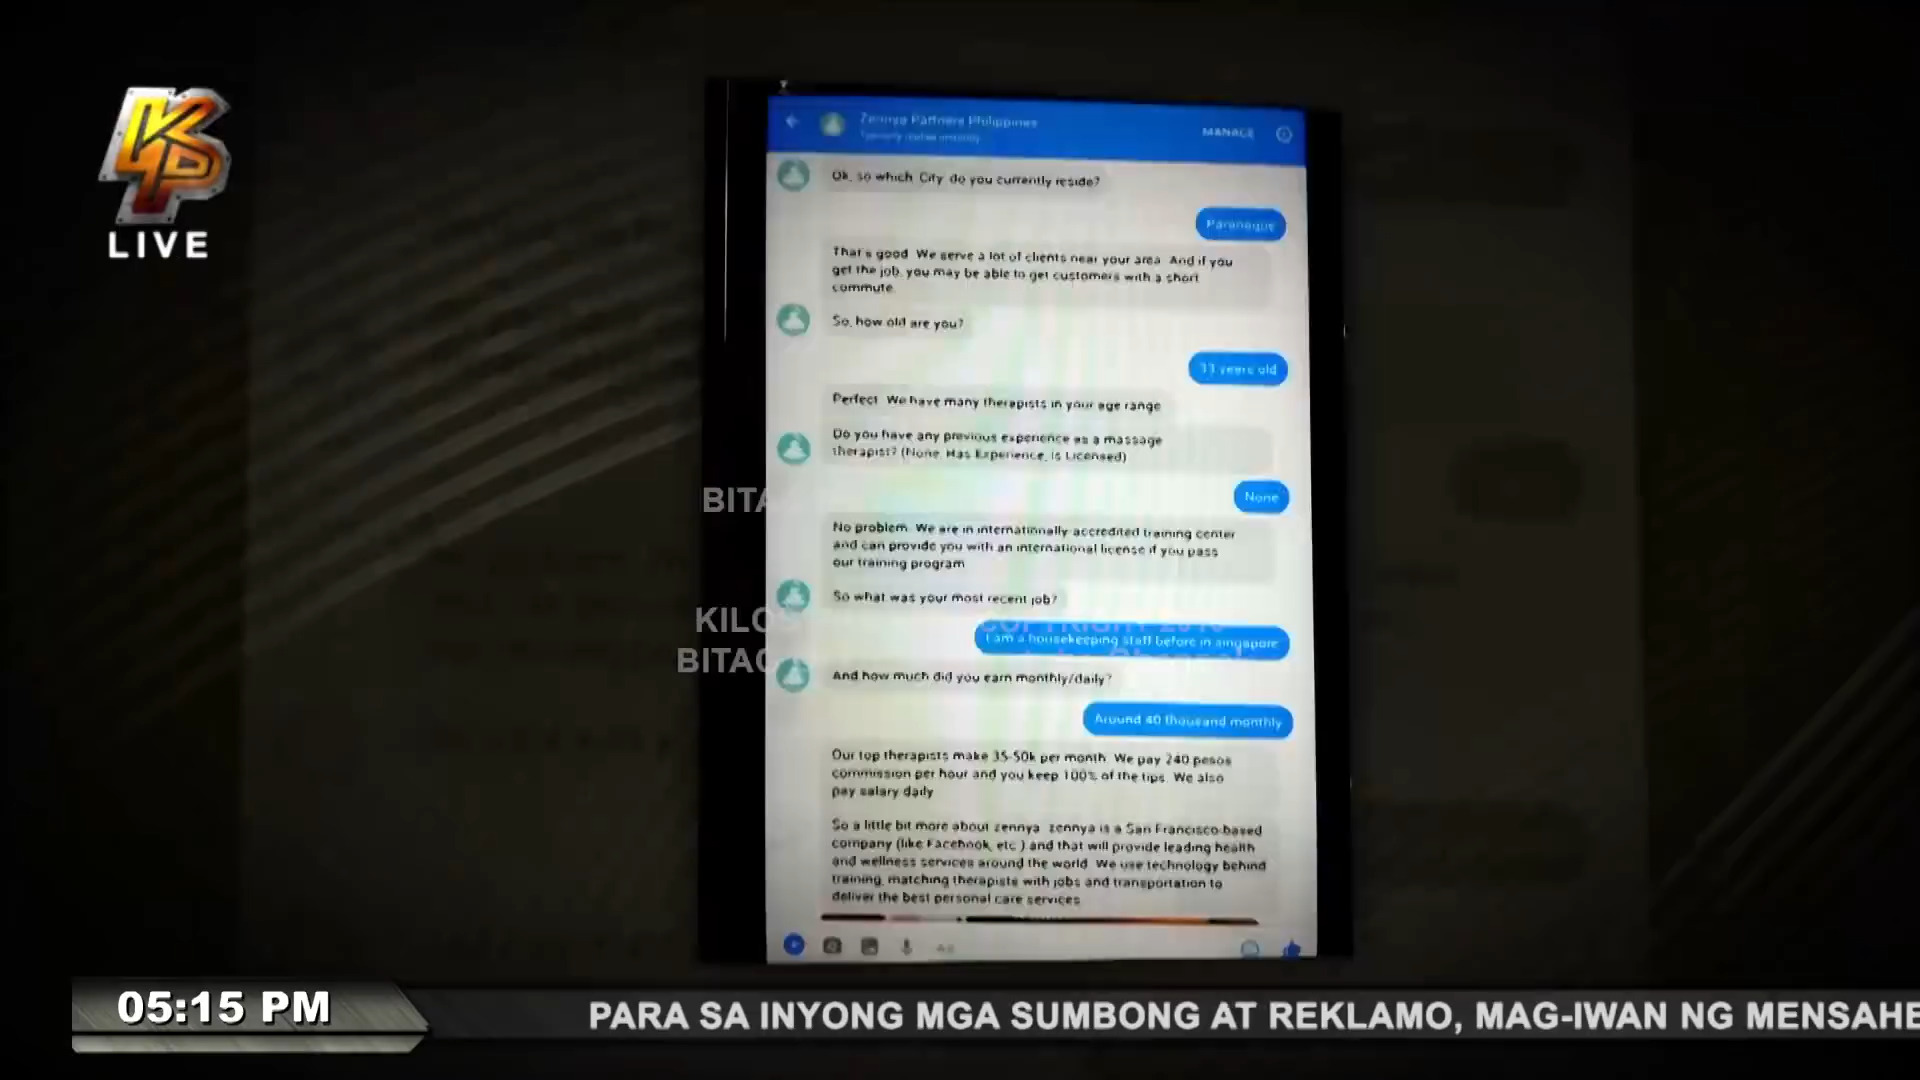 KP
LIVE
Zennya Partners Philippines
MANAGE
Ok, so which City do you currently reside?
Paranaque
That's good. We serve a lot of clients near your area. And if you
get the job, you may be able to get customers with a short
commute.
So, how old are you?
33 years old
Perfect. We have many therapists in your age range
Do you have any previous experience as a massage
therapist? (None, Has Experience, is Licensed)
None
No problem. We are in internationally accredited training center
and can provide you with an international license if you pass
our training program
So what was your most recent job?
I am a housekeeping staff before in singapore
And how much did you earn monthly/daily?
Around 40 thousand monthly
Our top therapists make 35-50k per month. We pay 240 pesos
commission per hour and you keep 100% of the tips. We also
pay salary daily
So a little bit more about zennya. zennya is a San Francisco-based
company (like Facebook, etc.) and that will provide leading health
and wellness services around the world. We use technology behind
training, matching therapists with jobs and transportation to
deliver the best personal care services
Aa
BITA
KILOS
COPYRIGHT
BITAG
05:15 PM
PARA SA INYONG MGA SUMBONG AT REKLAMO, MAG-IWAN NG MENSAHE